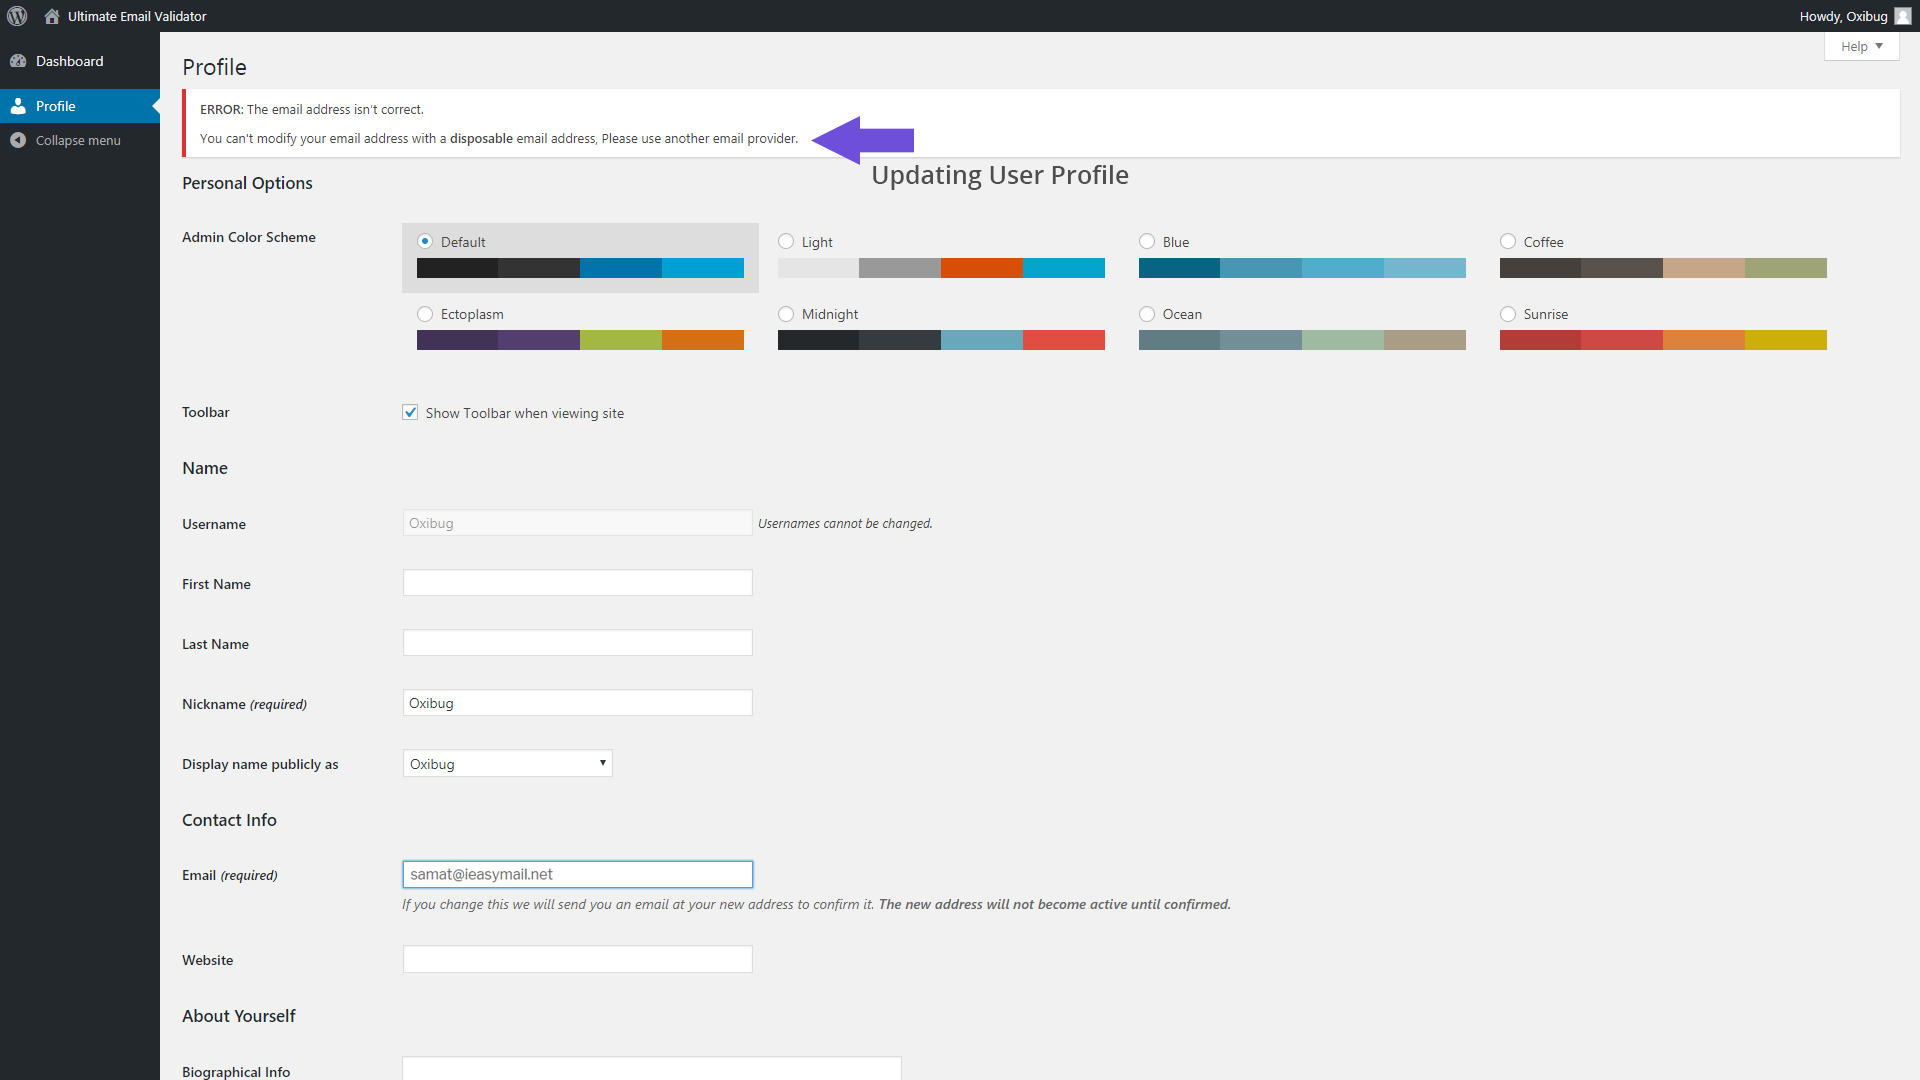 Ultimate Email Validator
Howdy, Oxibug
Dashboard
Profile
Collapse menu
Help
Profile
ERROR: The email address isn't correct.
You can't modify your email address with a disposable email address, Please use another email provider.
Updating User Profile
Personal Options
Admin Color Scheme
Default
Light
Blue
Coffee
Ectoplasm
Midnight
Ocean
Sunrise
Toolbar
Show Toolbar when viewing site
Name
Username
Oxibug
Usernames cannot be changed.
First Name
Last Name
Nickname (required)
Oxibug
Display name publicly as
Oxibug
Contact Info
Email (required)
samat@ieasymail.net
If you change this we will send you an email at your new address to confirm it. The new address will not become active until confirmed.
Website
About Yourself
Biographical Info